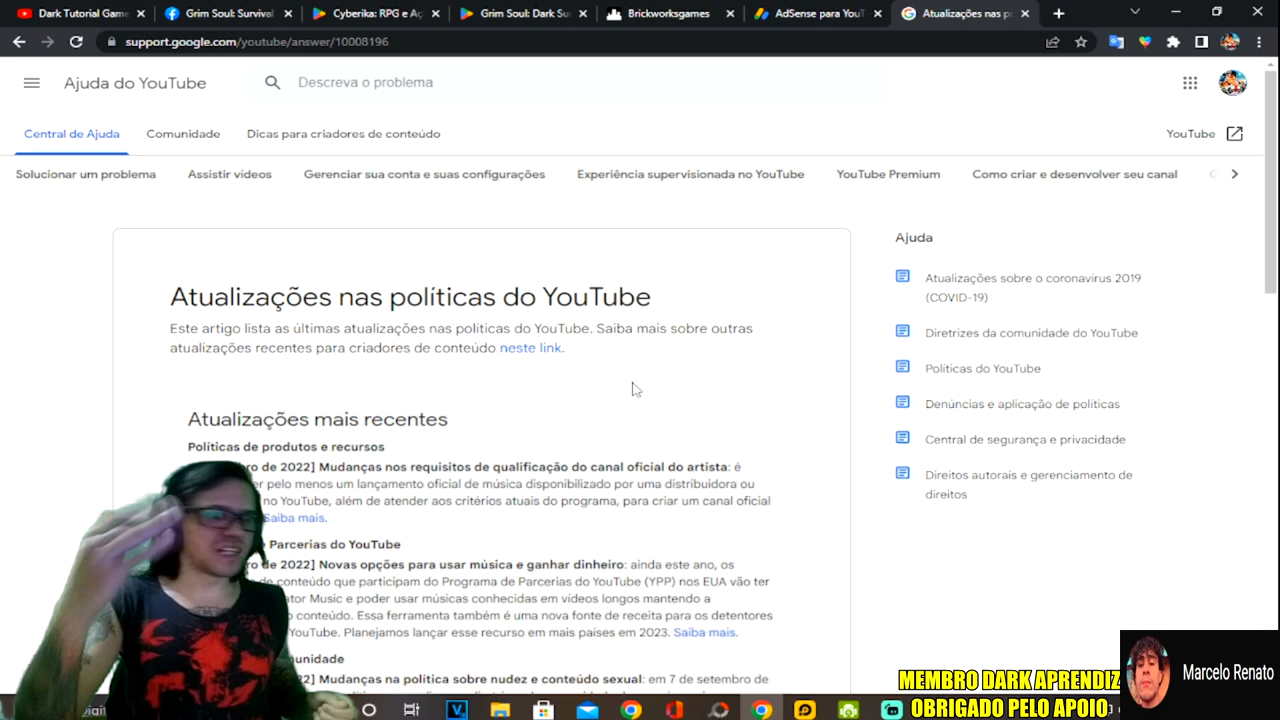 Dark Tutorial Game
Grim Soul: Survival
Cyberika: RPG e Aç
Grim Soul: Dark Su
Brickworksgames
AdSense para YouT
Atualizações nas po
support.google.com/youtube/answer/10008196
Ajuda do YouTube
Descreva o problema
Central de Ajuda
Comunidade
Dicas para criadores de conteúdo
YouTube
Solucionar um problema
Assistir vídeos
Gerenciar sua conta e suas configurações
Experiência supervisionada no YouTube
YouTube Premium
Como criar e desenvolver seu canal
Atualizações nas políticas do YouTube
Este artigo lista as últimas atualizações nas políticas do YouTube. Saiba mais sobre outras
atualizações recentes para criadores de conteúdo neste link.
Atualizações mais recentes
Políticas de produtos e recursos
ro de 2022] Mudanças nos requisitos de qualificação do canal oficial do artista: é
er pelo menos um lançamento oficial de música disponibilizado por uma distribuidora ou
no YouTube, além de atender aos critérios atuais do programa, para criar um canal oficial
Saiba mais.
Parcerias do YouTube
ro de 2022] Novas opções para usar música e ganhar dinheiro: ainda este ano, os
de conteúdo que participam do Programa de Parcerias do YouTube (YPP) nos EUA vão ter
ator Music e poder usar músicas conhecidas em vídeos longos mantendo a
conteúdo. Essa ferramenta também é uma nova fonte de receita para os detentores
YouTube. Planejamos lançar esse recurso em mais países em 2023. Saiba mais.
unidade
2022] Mudanças na política sobre nudez e conteúdo sexual: em 7 de setembro de
Ajuda
Atualizações sobre o coronavírus 2019
(COVID-19)
Diretrizes da comunidade do YouTube
Políticas do YouTube
Denúncias e aplicação de políticas
Central de segurança e privacidade
Direitos autorais e gerenciamento de
direitos
Marcelo Renato
MEMBRO DARK APRENDIZ
OBRIGADO PELO APOIO